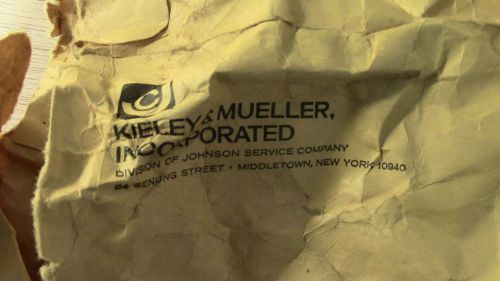 KIELEY & MUELLER,
INCORPORATED
DIVISION OF JOHNSON SERVICE COMPANY
64 GENUNG STREET • MIDDLETOWN, NEW YORK 10940